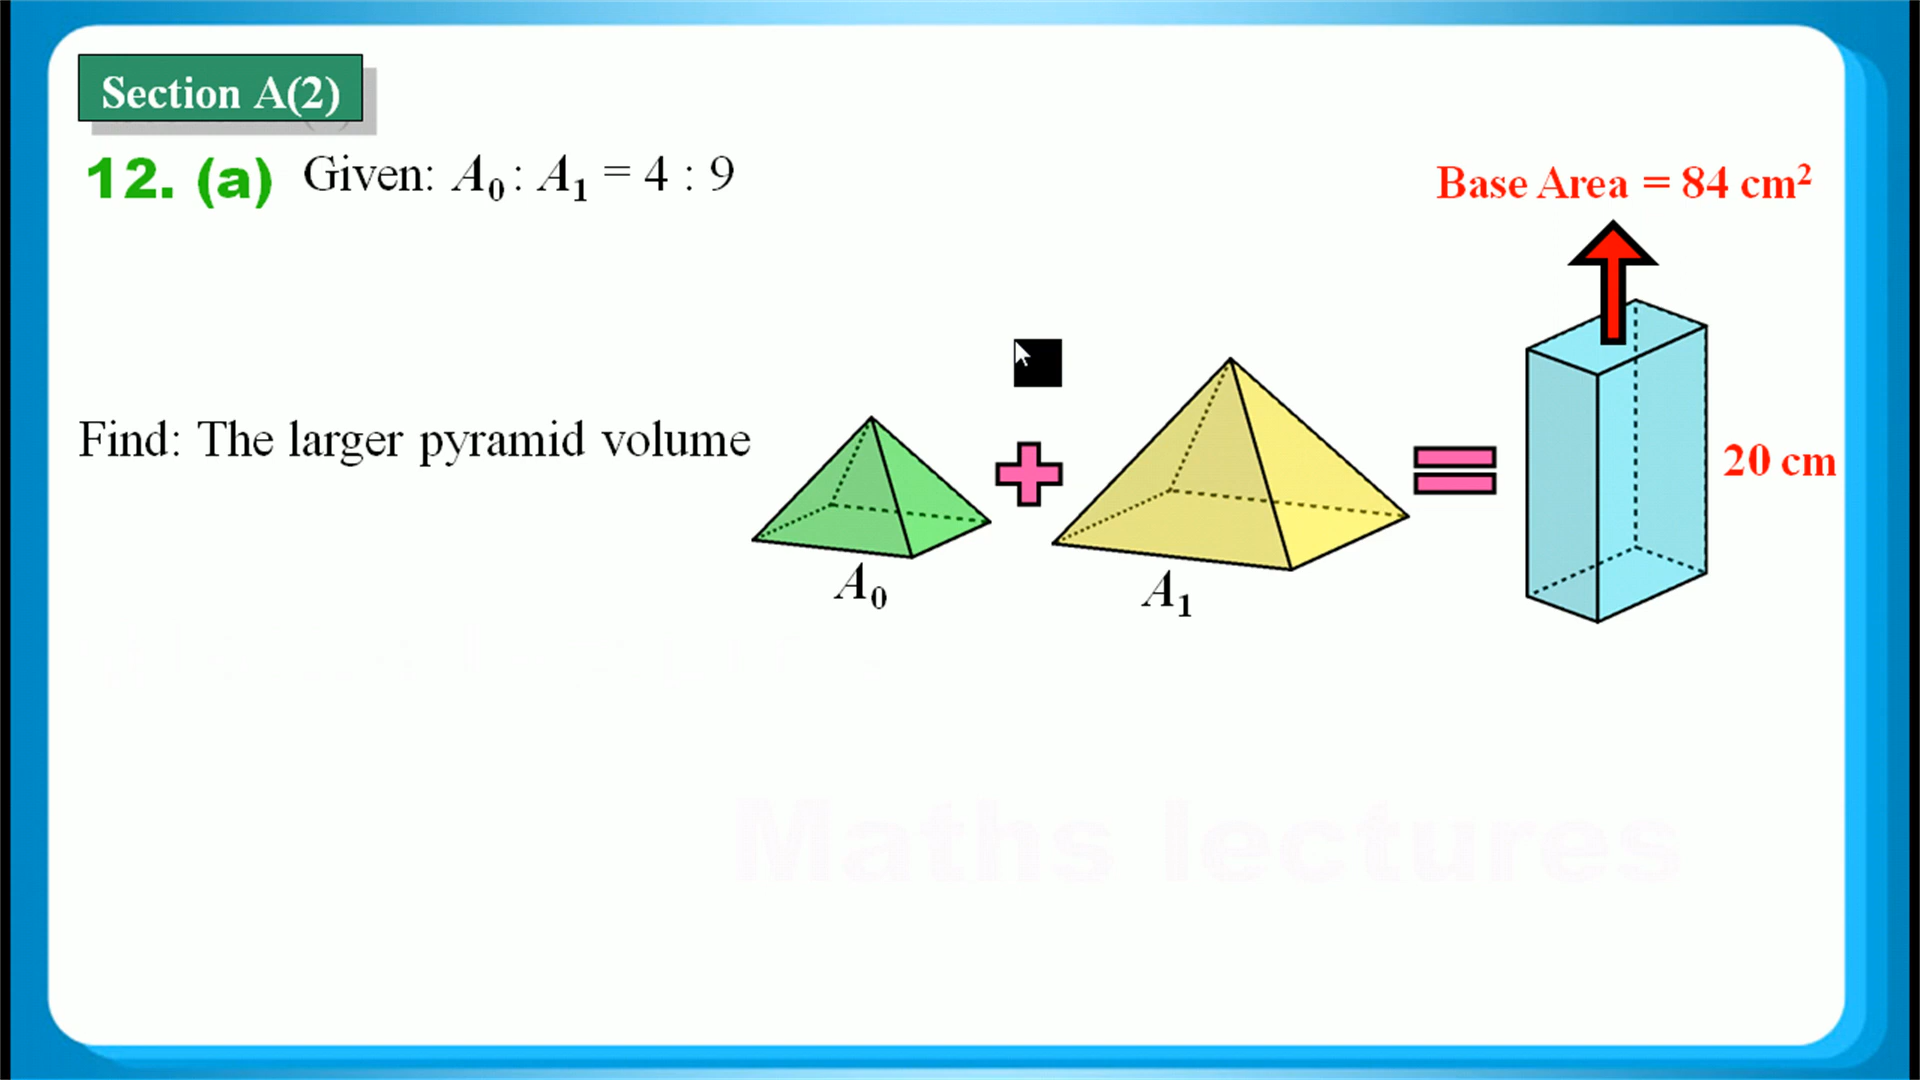 Section A(2)
12. (a) Given: A₀ : A₁ = 4 : 9
Base Area = 84 cm²
Find: The larger pyramid volume
20 cm
A₀
A₁
Maths lectures